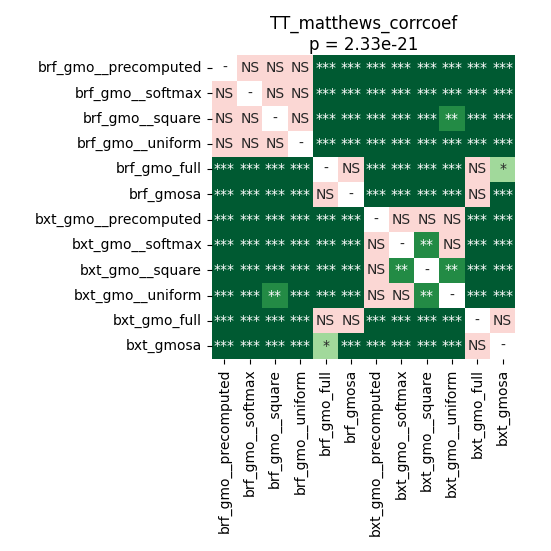 TT_matthews_corrcoef
p = 2.33e-21
brf_gmo__precomputed - NS NS NS *** *** *** *** *** *** *** ***
brf_gmo__softmax NS - NS NS *** *** *** *** *** *** *** ***
brf_gmo__square NS NS - NS *** *** *** *** *** ** *** ***
brf_gmo__uniform NS NS NS - *** *** *** *** *** *** *** ***
brf_gmo_full *** *** *** *** - NS *** *** *** *** NS *
brf_gmosa *** *** *** *** NS - *** *** *** *** NS ***
bxt_gmo__precomputed *** *** *** *** *** *** - NS NS NS *** ***
bxt_gmo__softmax *** *** *** *** *** *** NS - ** NS *** ***
bxt_gmo__square *** *** *** *** *** *** NS ** - ** *** ***
bxt_gmo__uniform *** *** ** *** *** *** NS NS ** - *** ***
bxt_gmo_full *** *** *** *** NS NS *** *** *** *** - NS
bxt_gmosa *** *** *** *** * *** *** *** *** *** NS -
brf_gmo__precomputed
brf_gmo__softmax
brf_gmo__square
brf_gmo__uniform
brf_gmo_full
brf_gmosa
bxt_gmo__precomputed
bxt_gmo__softmax
bxt_gmo__square
bxt_gmo__uniform
bxt_gmo_full
bxt_gmosa